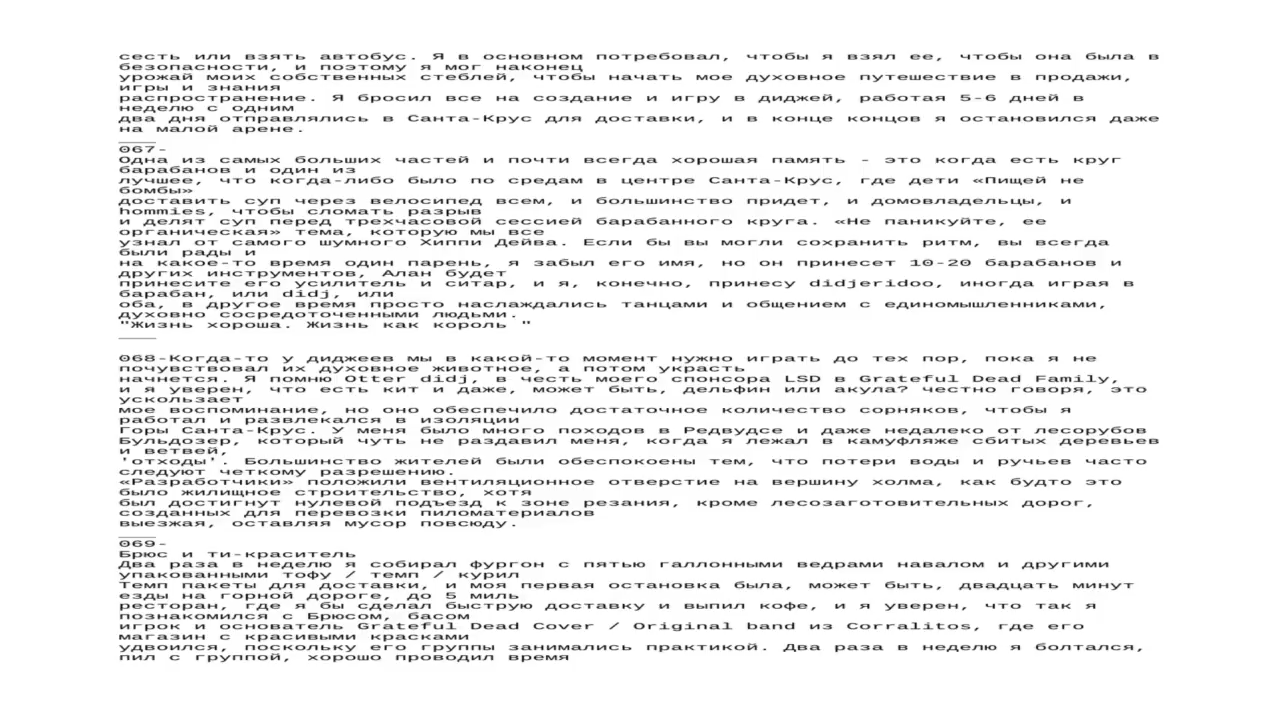 сесть или взять автобус. Я в основном потребовал, чтобы я взял ее, чтобы она была в
безопасности, и поэтому я мог наконец
урожай моих собственных стеблей, чтобы начать мое духовное путешествие в продажи,
игры и знания
распространение. Я бросил все на создание и игру в диджей, работая 5-6 дней в
неделю с одним
два дня отправлялись в Санта-Крус для доставки, и в конце концов я остановился даже
на малой арене.
___
067-
Одна из самых больших частей и почти всегда хорошая память - это когда есть круг
барабанов и один из
лучшее, что когда-либо было по средам в центре Санта-Крус, где дети «Пищей не
бомбы»
доставить суп через велосипед всем, и большинство придет, и домовладельцы, и
hommies, чтобы сломать разрыв
и делят суп перед трехчасовой сессией барабанного круга. «Не паникуйте, ее
органическая» тема, которую мы все
узнал от самого шумного Хиппи Дейва. Если бы вы могли сохранить ритм, вы всегда
были рады и
на какое-то время один парень, я забыл его имя, но он принесет 10-20 барабанов и
других инструментов, Алан будет
принесите его усилитель и ситар, и я, конечно, принесу didjeridoo, иногда играя в
барабан, или didj, или
оба, в другое время просто наслаждались танцами и общением с единомышленниками,
духовно сосредоточенными людьми.
"Жизнь хороша. Жизнь как король "
___
068-Когда-то у диджеев мы в какой-то момент нужно играть до тех пор, пока я не
почувствовал их духовное животное, а потом украсть
начнется. Я помню Otter didj, в честь моего спонсора LSD в Grateful Dead Family,
и я уверен, что есть кит и даже, может быть, дельфин или акула? честно говоря, это
ускользает
мое воспоминание, но оно обеспечило достаточное количество сорняков, чтобы я
работал и развлекался в изоляции
Горы Санта-Крус. У меня было много походов в Редвудсе и даже недалеко от лесорубов
Бульдозер, который чуть не раздавил меня, когда я лежал в камуфляже сбитых деревьев
и ветвей,
'отходы'. Большинство жителей были обеспокоены тем, что потери воды и ручьев часто
следуют четкому разрешению.
«Разработчики» положили вентиляционное отверстие на вершину холма, как будто это
было жилищное строительство, хотя
был достигнут нулевой подъезд к зоне резания, кроме лесозаготовительных дорог,
созданных для перевозки пиломатериалов
выезжая, оставляя мусор повсюду.
___
069-
Брюс и ти-краситель
Два раза в неделю я собирал фургон с пятью галлонными ведрами навалом и другими
упакованными тофу / темп / курил
Темп пакеты для доставки, и моя первая остановка была, может быть, двадцать минут
езды на горной дороге, до 5 миль
ресторан, где я бы сделал быструю доставку и выпил кофе, и я уверен, что так я
познакомился с Брюсом, басом
игрок и основатель Grateful Dead Cover / Original band из Corralitos, где его
магазин с красивыми красками
удвоился, поскольку его группы занимались практикой. Два раза в неделю я болтался,
пил с группой, хорошо проводил время